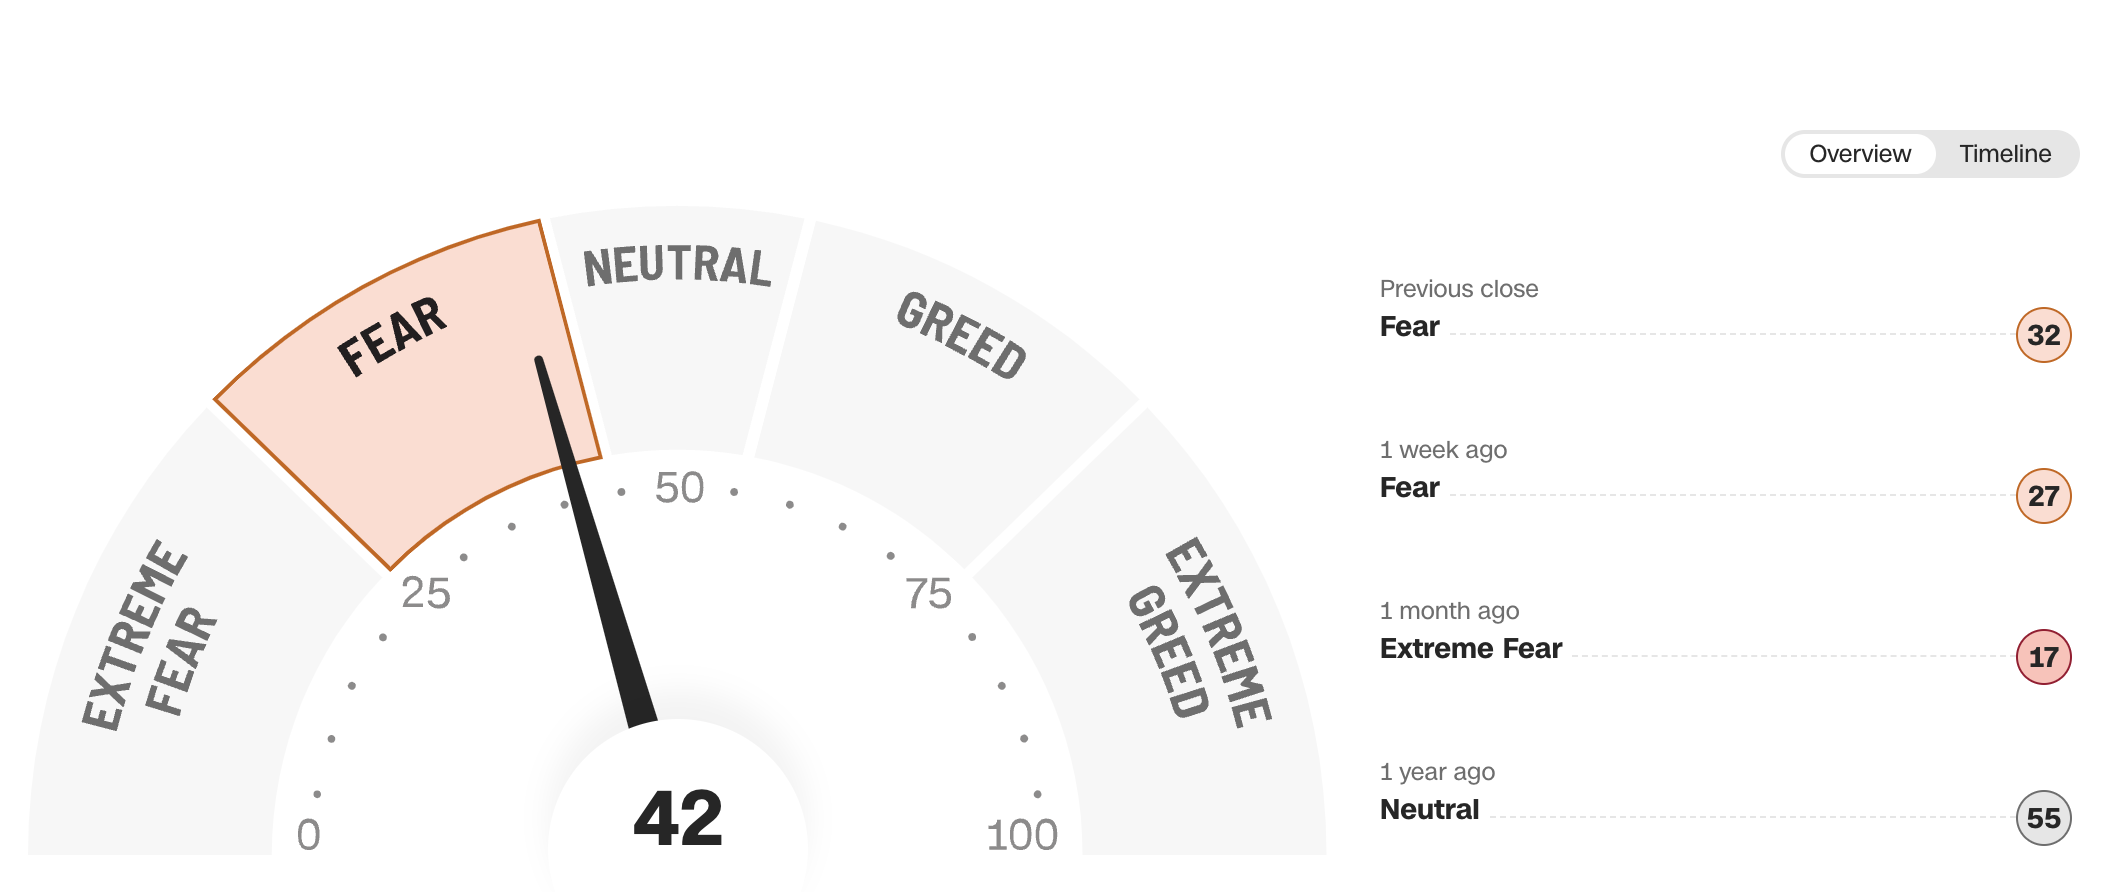 Overview
Timeline
EXTREME
FEAR
FEAR
NEUTRAL
GREED
EXTREME
GREED
0
25
50
75
100
42
Previous close
Fear
32
1 week ago
Fear
27
1 month ago
Extreme Fear
17
1 year ago
Neutral
55